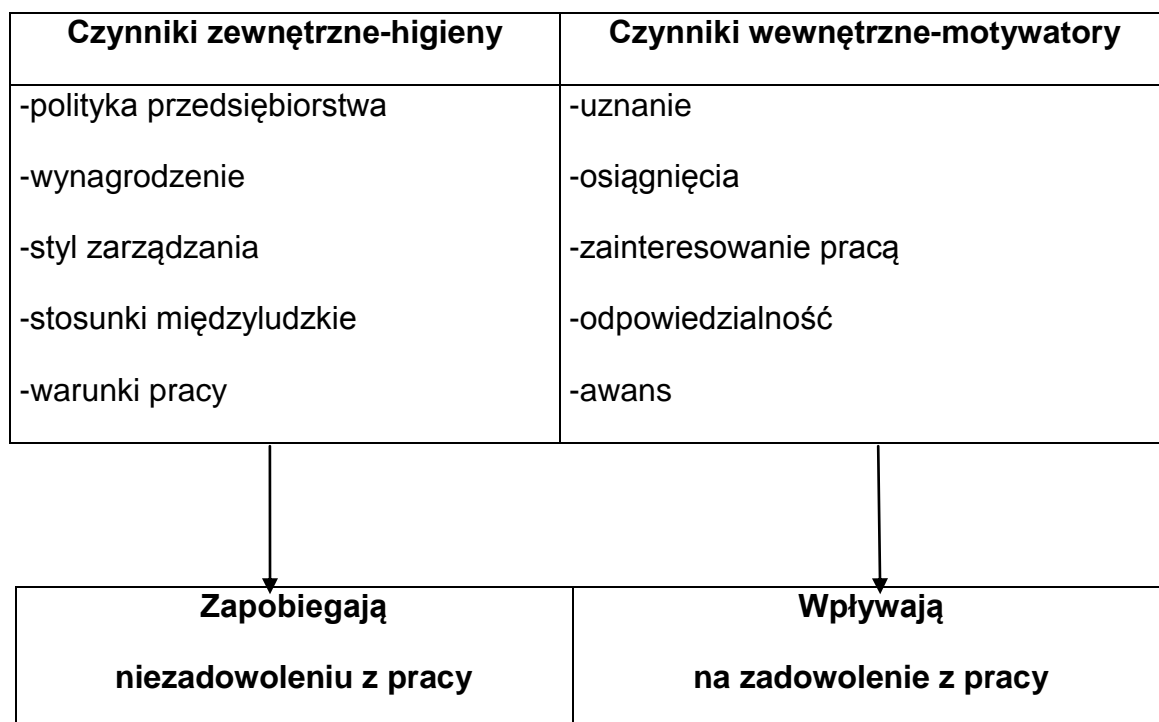 Czynniki zewnętrzne-higieny
Czynniki wewnętrzne-motywatory
-polityka przedsiębiorstwa
-wynagrodzenie
-styl zarządzania
-stosunki międzyludzkie
-warunki pracy
-uznanie
-osiągnięcia
-zainteresowanie pracą
-odpowiedzialność
-awans
Zapobiegają
niezadowoleniu z pracy
Wpływają
na zadowolenie z pracy